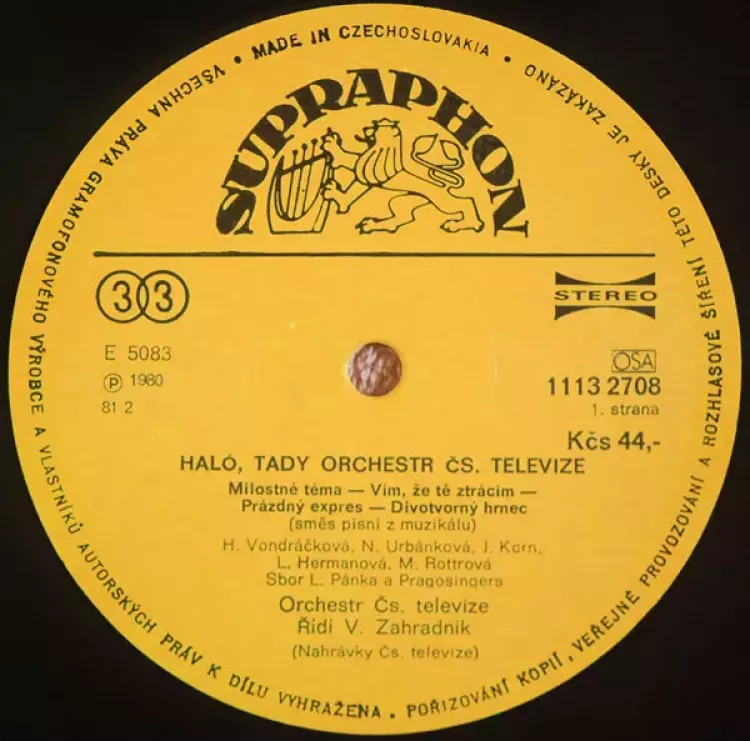 VŠECHNA PRÁVA GRAMOFONOVÉHO VÝROBCE A VLASTNÍKŮ AUTORSKÝCH PRÁV K DÍLU VYHRAŽENA • POŘIZOVÁNÍ KOPIÍ, VEŘEJNÉ PROVOZOVÁNÍ A ROZHLASOVÉ ŠÍŘENÍ TÉTO DESKY JE ZAKÁZÁNO
• MADE IN CZECHOSLOVAKIA •
SUPRAPHON
33
STEREO
E 5083
Ⓟ 1980
81 2
OSA
1113 2708
1. strana
Kčs 44,-
HALÓ, TADY ORCHESTR ČS. TELEVIZE
Milostné téma — Vím, že tě ztrácím —
Prázdný expres — Divotvorný hrnec
(směs písní z muzikálu)
H. Vondráčková, N. Urbánková, J. Korn,
L. Hermanová, M. Rottrová
Sbor L. Pánka a Pragosingers
Orchestr Čs. televize
Řídí V. Zahradník
(Nahrávky Čs. televize)